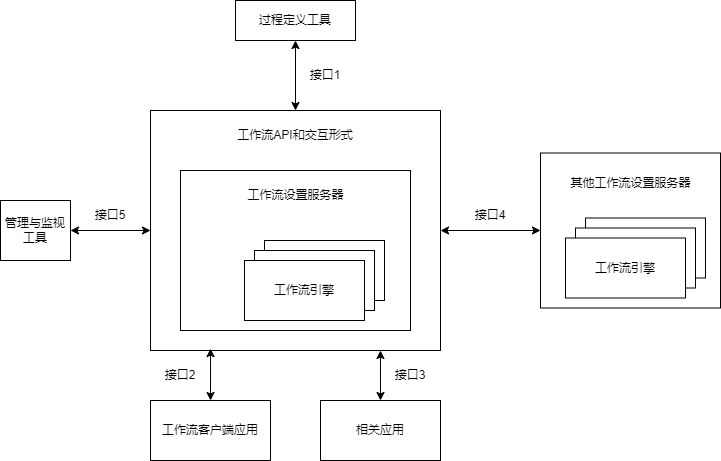 过程定义工具
接口1
工作流API和交互形式
工作流设置服务器
其他工作流设置服务器
管理与监视
工具
接口5
接口4
工作流引擎
工作流引擎
接口2
接口3
工作流客户端应用
相关应用